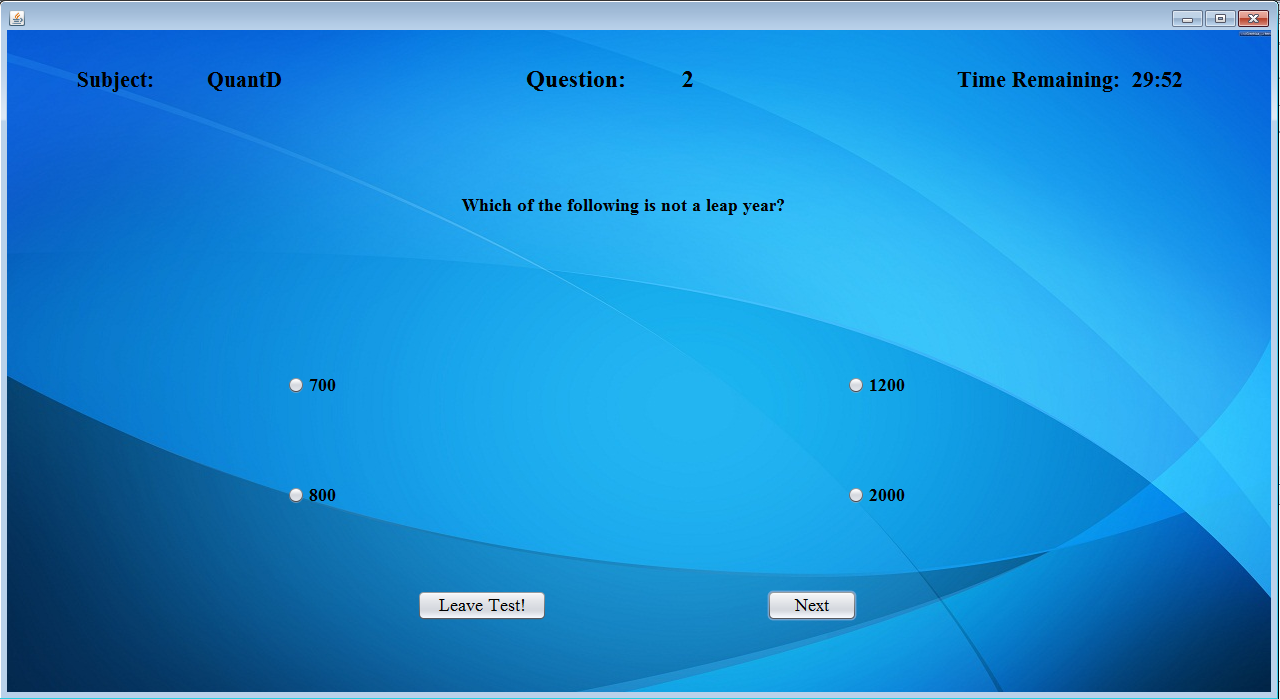 Subject: QuantD Question: 2 Time Remaining: 29:52
Which of the following is not a leap year?
700 1200
800 2000
Leave Test! Next